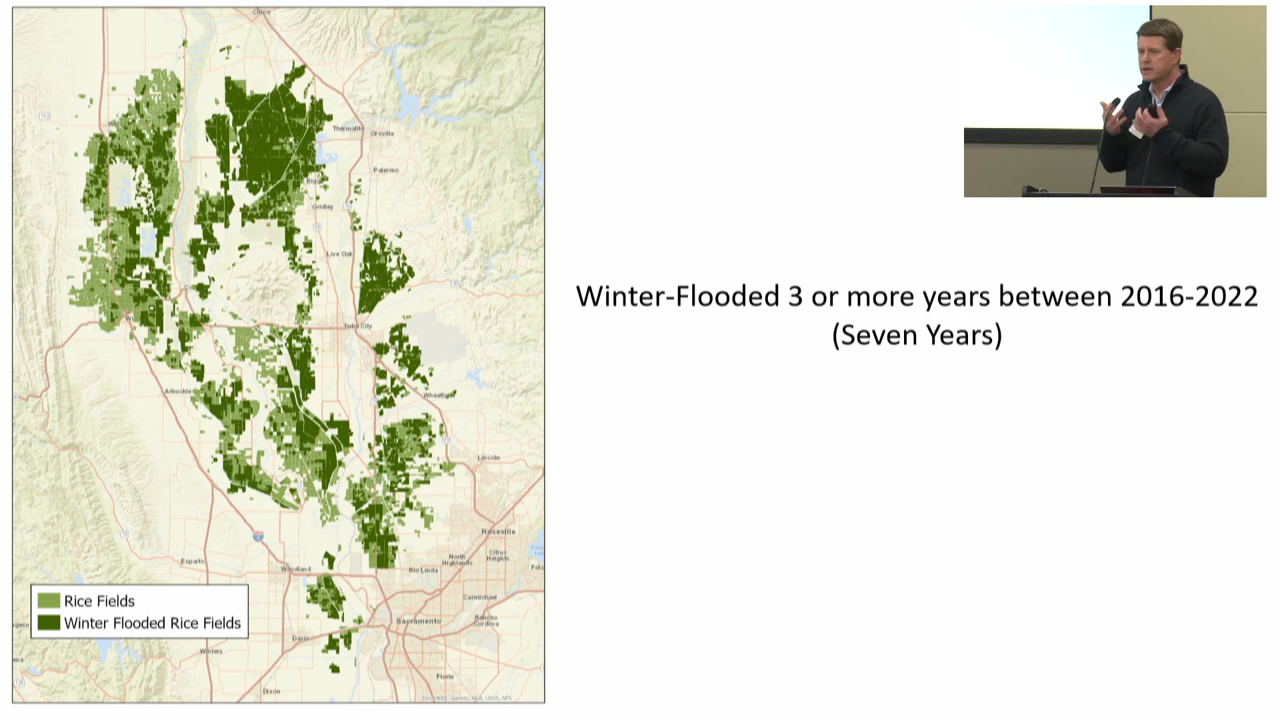 Chico
Thermalito
Oroville
Palermo
Biggs
Gridley
Live Oak
Yuba City
Arbuckle
Wheatland
Lincoln
Roseville
Citrus
Heights
North
Highlands
Rio Linda
Esparto
Woodland
Carmichael
Rancho
Cordova
Sacramento
Davis
Winters
Florin
Dixon
Rice Fields
Winter Flooded Rice Fields
Winter-Flooded 3 or more years between 2016-2022
(Seven Years)